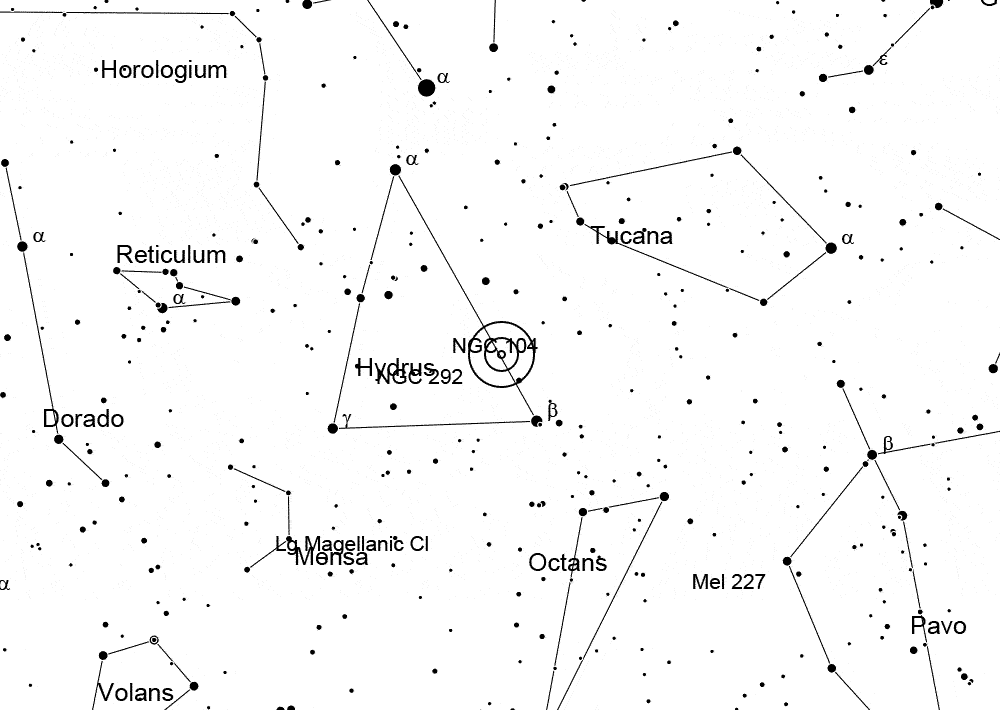 G
ε
Horologium
α
α
Tucana
α
α
Reticulum
α
NGC 104
Hydrus
NGC 292
Dorado
γ
β
β
Lg Magellanic Cl
Mensa
Octans
Mel 227
α
Pavo
Volans